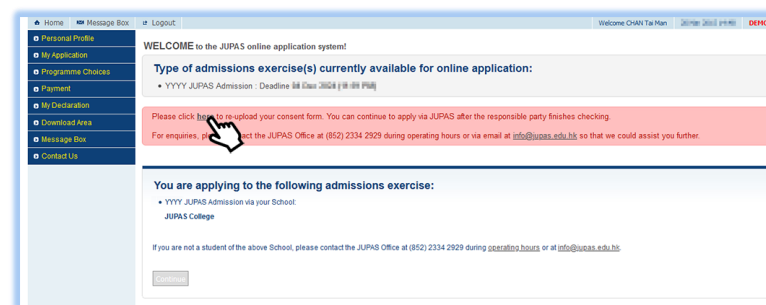 Home Message Box Logout Welcome CHAN Tai Man DEMO
Personal Profile
My Application
Programme Choices
Payment
My Declaration
Download Area
Message Box
Contact Us
WELCOME to the JUPAS online application system!
Type of admissions exercise(s) currently available for online application:
YYYY JUPAS Admission : Deadline
Please click here to re-upload your consent form. You can continue to apply via JUPAS after the responsible party finishes checking.
For enquiries, contact the JUPAS Office at (852) 2334 2929 during operating hours or via email at info@jupas.edu.hk so that we could assist you further.
You are applying to the following admissions exercise:
YYYY JUPAS Admission via your School:
JUPAS College
If you are not a student of the above School, please contact the JUPAS Office at (852) 2334 2929 during operating hours or at info@jupas.edu.hk.
Continue